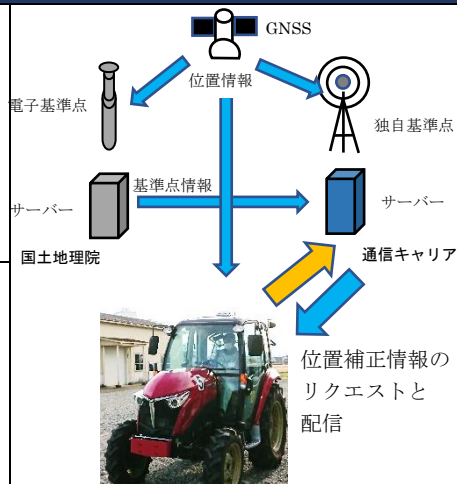 GNSS
位置情報
電子基準点
独自基準点
基準点情報
サーバー
サーバー
国土地理院
通信キャリア
位置補正情報の
リクエストと
配信